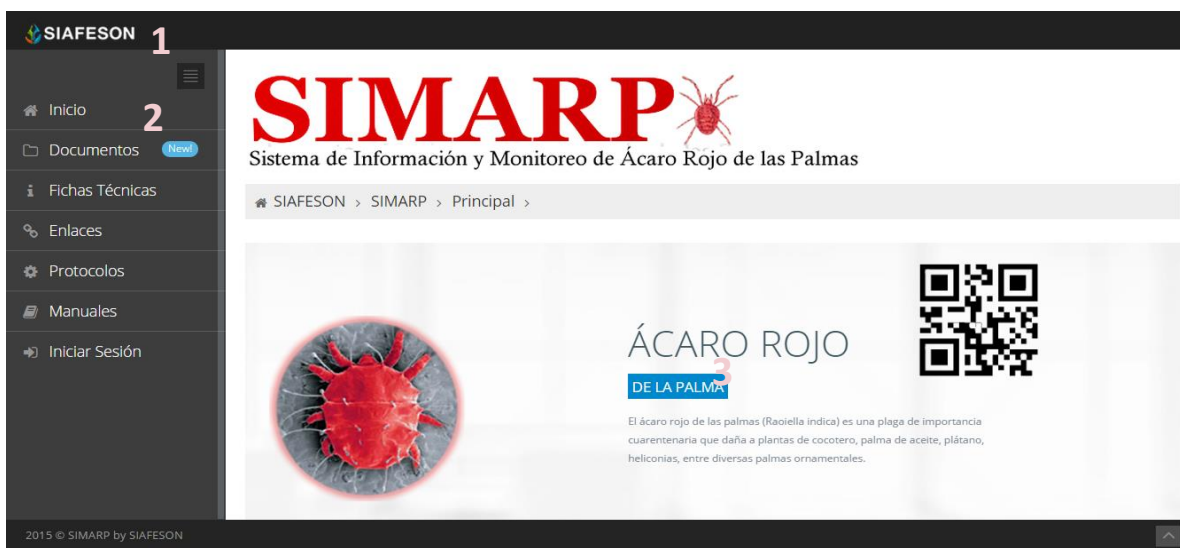 SIAFESON
1
Inicio
2
Documentos New!
Fichas Técnicas
Enlaces
Protocolos
Manuales
Iniciar Sesión
SIMARP
Sistema de Información y Monitoreo de Ácaro Rojo de las Palmas
SIAFESON > SIMARP > Principal >
ÁCARO ROJO
3
DE LA PALMA
El ácaro rojo de las palmas (Raoiella indica) es una plaga de importancia
cuarentenaria que daña a plantas de cocotero, palma de aceite, plátano,
heliconias, entre diversas palmas ornamentales.
2015 © SIMARP by SIAFESON